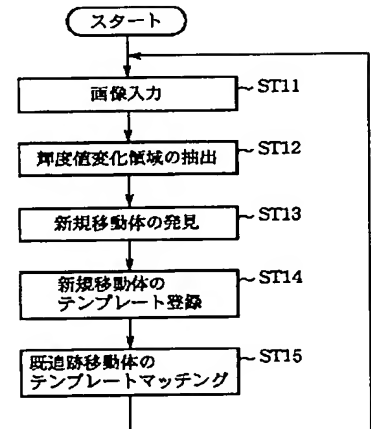 スタート
画像入力
ST11
輝度値変化領域の抽出
ST12
新規移動体の発見
ST13
新規移動体の
テンプレート登録
ST14
既追跡移動体の
テンプレートマッチング
ST15